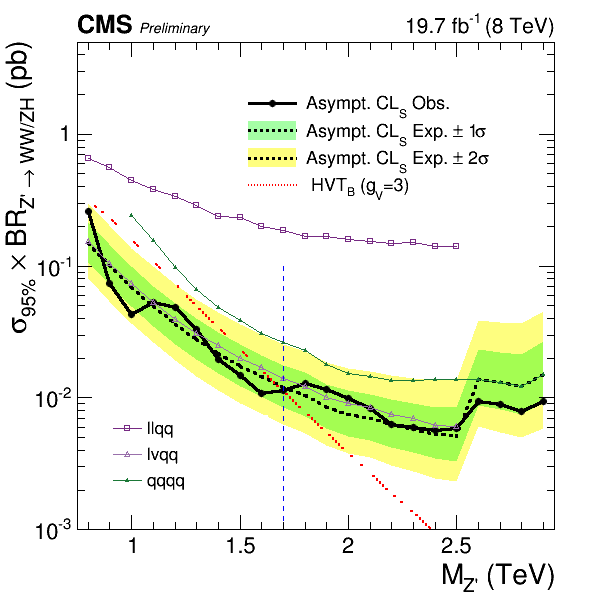 CMS Preliminary 19.7 fb⁻¹ (8 TeV)
σ95% × BRZ' → WW/ZH (pb)
Asympt. CLS Obs.
Asympt. CLS Exp. ± 1σ
Asympt. CLS Exp. ± 2σ
HVTB (gV=3)
1
10⁻¹
10⁻²
10⁻³
llqq
lvqq
qqqq
1 1.5 2 2.5
MZ' (TeV)